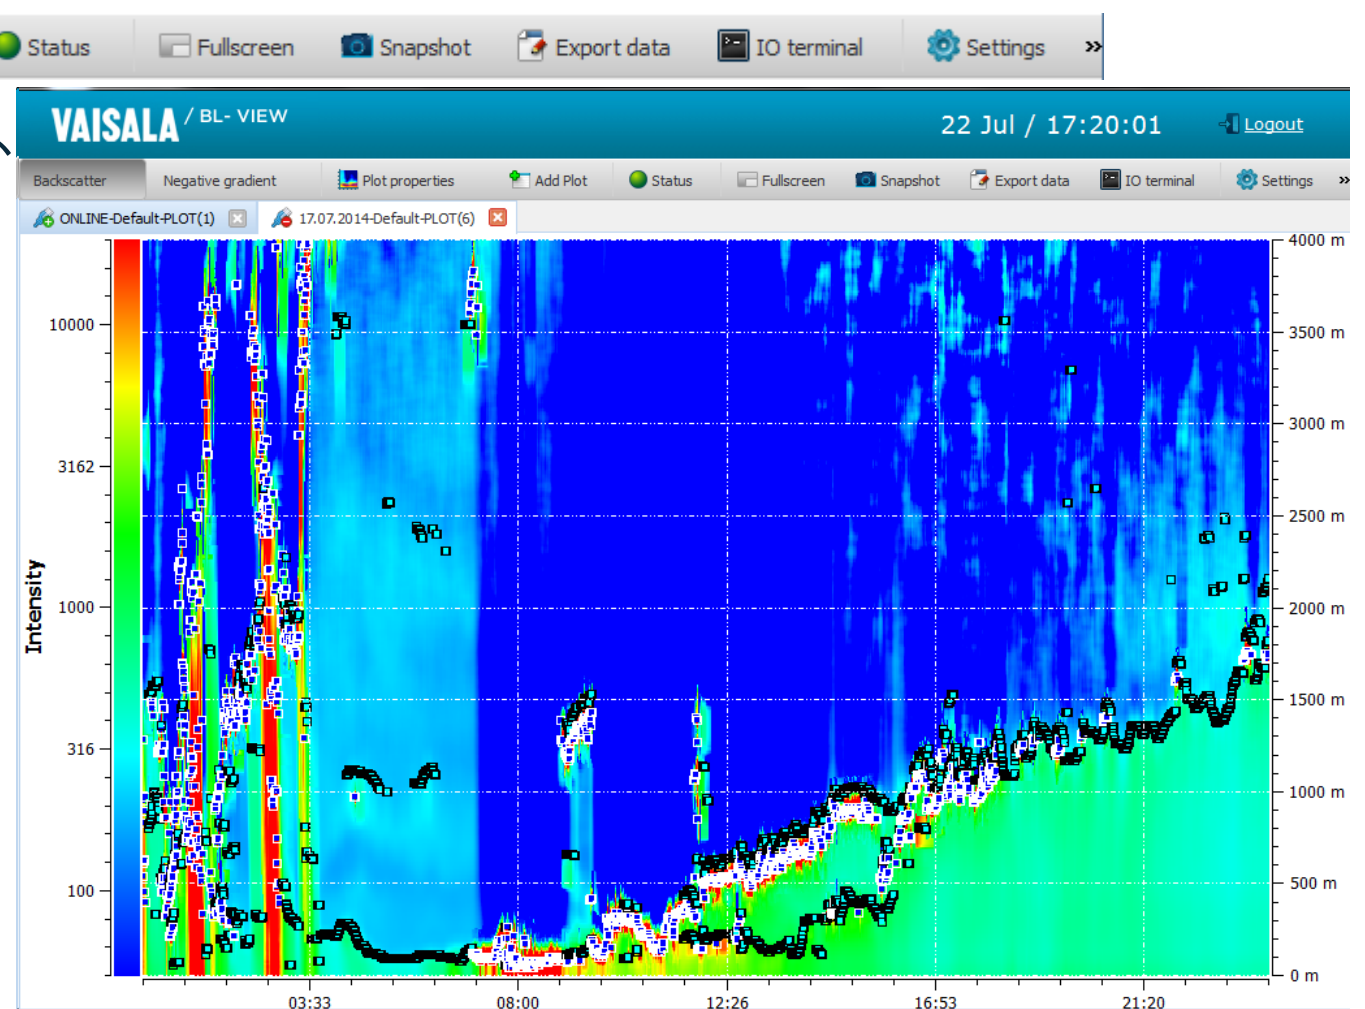 Status Fullscreen Snapshot Export data IO terminal Settings »
VAISALA / BL- VIEW 22 Jul / 17:20:01 Logout
Backscatter Negative gradient Plot properties Add Plot Status Fullscreen Snapshot Export data IO terminal Settings »
ONLINE-Default-PLOT(1) 17.07.2014-Default-PLOT(6)
4000 m
10000 3500 m
3000 m
3162
2500 m
Intensity
1000 2000 m
1500 m
316
1000 m
100 500 m
0 m
03:33 08:00 12:26 16:53 21:20